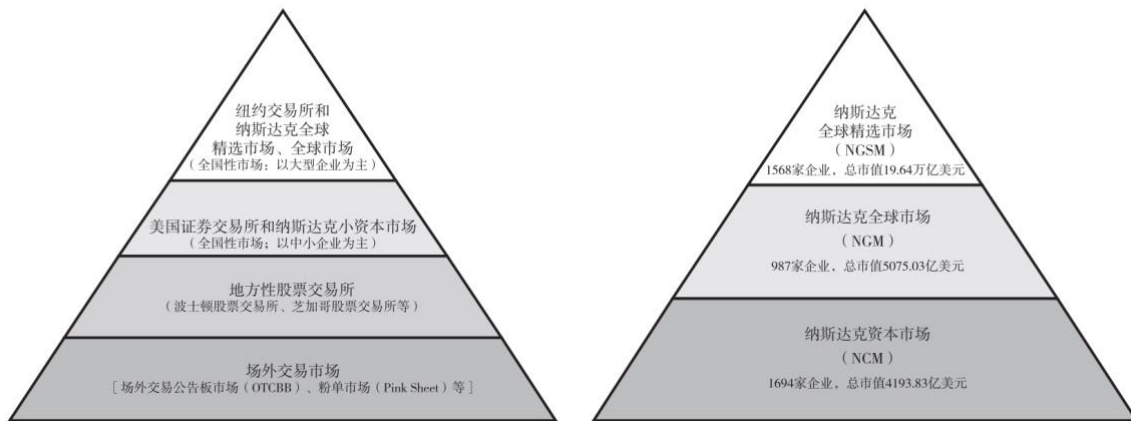 纽约交易所和
纳斯达克全球
精选市场、全球市场
（全国性市场；以大型企业为主）
美国证券交易所和纳斯达克小资本市场
（全国性市场；以中小企业为主）
地方性股票交易所
（波士顿股票交易所、芝加哥股票交易所等）
场外交易市场
［场外交易公告板市场（OTCBB）、粉单市场（Pink Sheet）等］
纳斯达克
全球精选市场
（NGSM）
1568家企业，总市值19.64万亿美元
纳斯达克全球市场
（NGM）
987家企业，总市值5075.03亿美元
纳斯达克资本市场
（NCM）
1694家企业，总市值4193.83亿美元